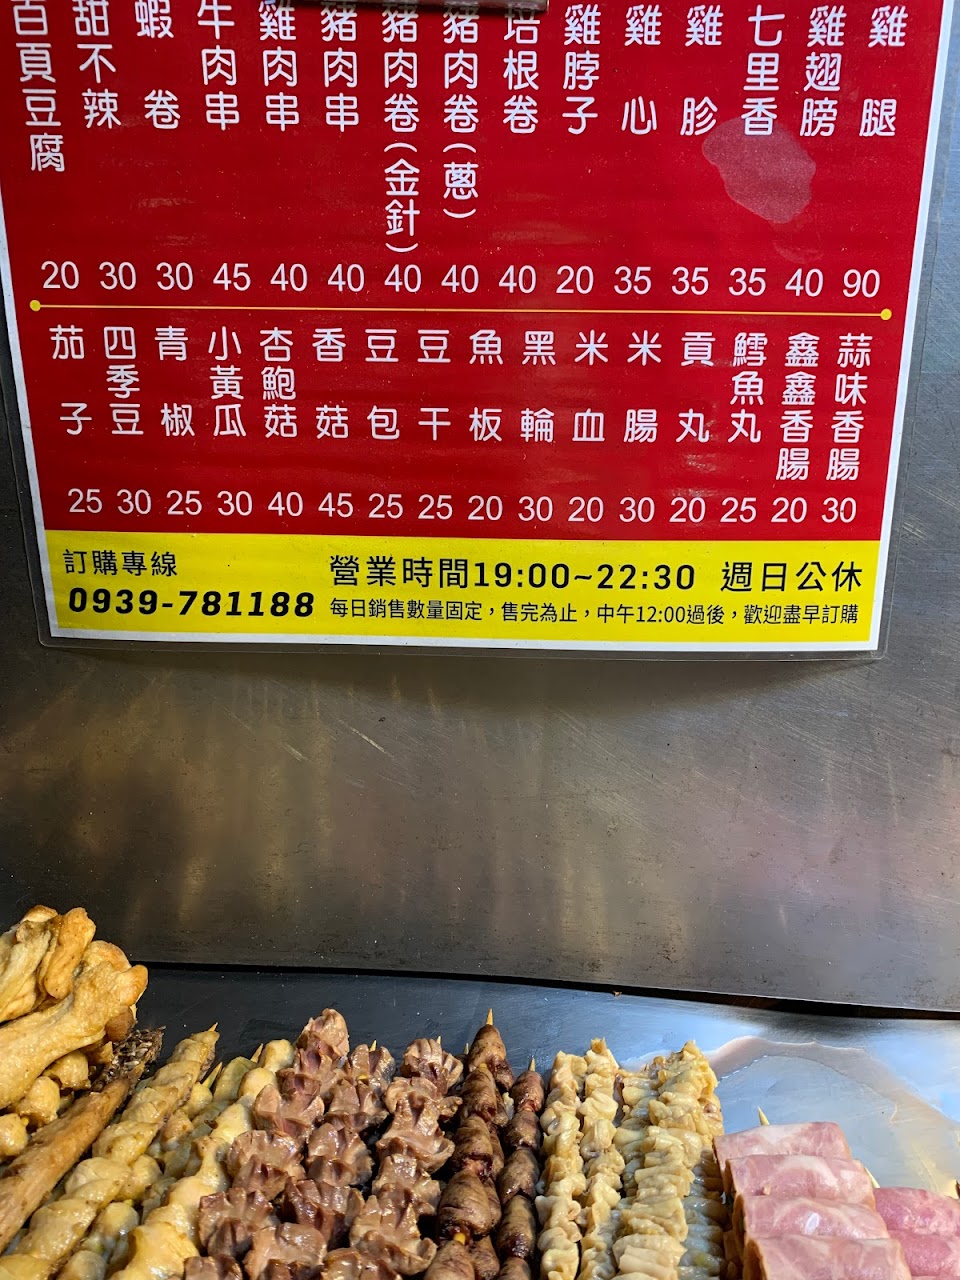 雞腿 90
雞翅膀 40
七里香 35
雞胗 35
雞心 35
雞脖子 20
培根卷 40
豬肉卷(蔥) 40
豬肉卷(金針) 40
豬肉串 40
雞肉串 40
牛肉串 45
蝦卷 30
甜不辣 30
百頁豆腐 20
蒜味香腸 30
鑫鑫香腸 20
鱈魚丸 25
貢丸 20
米腸 30
米血 20
黑輪 30
魚板 20
豆干 25
豆包 25
香菇 45
杏鮑菇 40
小黃瓜 30
青椒 25
四季豆 30
茄子 25
訂購專線
0939-781188
營業時間19:00~22:30 週日公休
每日銷售數量固定，售完為止，中午12:00過後，歡迎盡早訂購